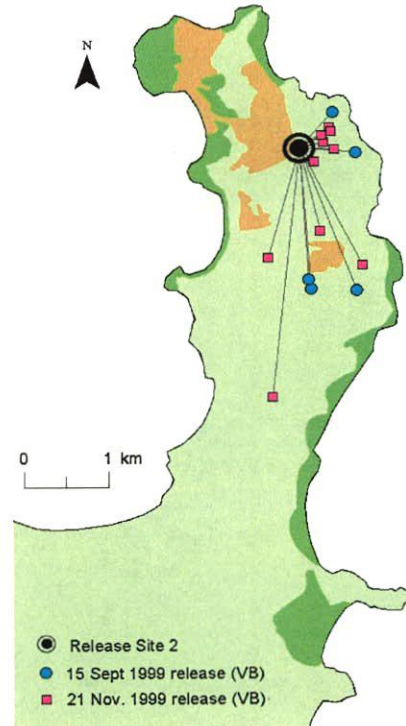 N
0 1 km
Release Site 2
15 Sept 1999 release (VB)
21 Nov. 1999 release (VB)